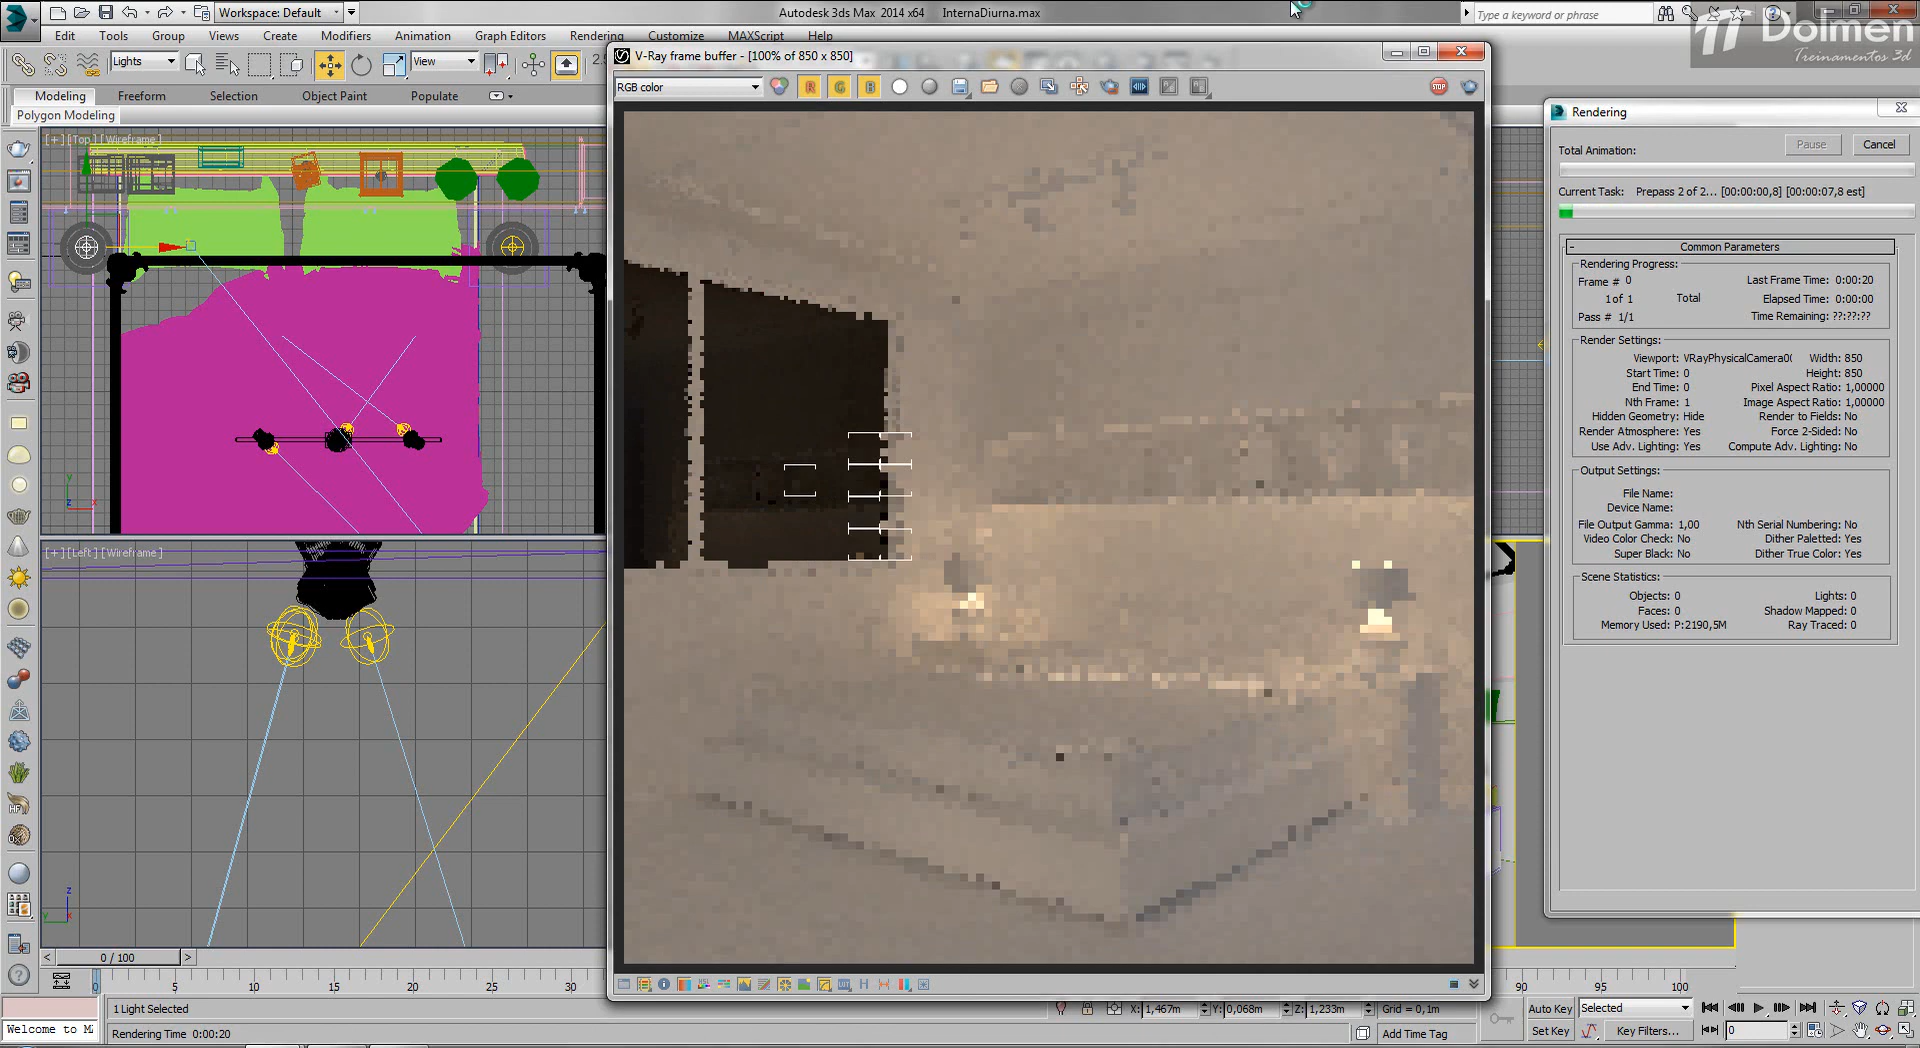 Workspace: Default
Autodesk 3ds Max 2014 x64 InternaDiurna.max
Type a keyword or phrase
Dolmen
Treinamentos 3d
Edit Tools Group Views Create Modifiers Animation Graph Editors Rendering Customize MAXScript Help
Lights
View
2.5
V-Ray frame buffer - [100% of 850 x 850]
RGB color
R G B
STOP
Modeling Freeform Selection Object Paint Populate
Polygon Modeling
[+] [Top] [Wireframe]
[+] [Left] [Wireframe]
Rendering
Total Animation:
Pause Cancel
Current Task: Prepass 2 of 2... [00:00:00,8] [00:00:07,8 est]
Common Parameters
Rendering Progress:
Frame # 0 Last Frame Time: 0:00:20
1 of 1 Total Elapsed Time: 0:00:00
Pass # 1/1 Time Remaining: ??:??:??
Render Settings:
Viewport: VRayPhysicalCamera0( Width: 850
Start Time: 0 Height: 850
End Time: 0 Pixel Aspect Ratio: 1,00000
Nth Frame: 1 Image Aspect Ratio: 1,00000
Hidden Geometry: Hide Render to Fields: No
Render Atmosphere: Yes Force 2-Sided: No
Use Adv. Lighting: Yes Compute Adv. Lighting: No
Output Settings:
File Name:
Device Name:
File Output Gamma: 1,00 Nth Serial Numbering: No
Video Color Check: No Dither Paletted: Yes
Super Black: No Dither True Color: Yes
Scene Statistics:
Objects: 0 Lights: 0
Faces: 0 Shadow Mapped: 0
Memory Used: P:2190,5M Ray Traced: 0
0 / 100
0 5 10 15 20 25 30 90 95 100
1 Light Selected
X: 1,467m Y: 0,068m Z: 1,233m Grid = 0,1m
Auto Key Selected
Welcome to M
Rendering Time 0:00:20
Add Time Tag
Set Key Key Filters...
0